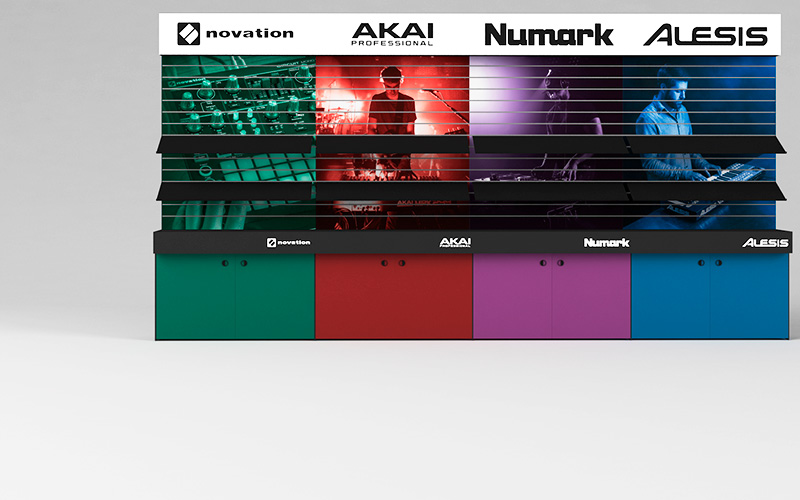 novation
AKAI
PROFESSIONAL
Numark
ALESIS
novation
AKAI
PROFESSIONAL
Numark
ALESIS